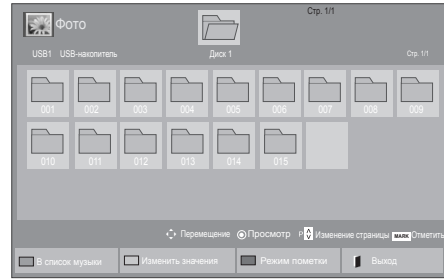 Стр. 1/1
Фото
USB1 USB-накопитель Диск 1 Стр. 1/1
001 002 003 004 005 006 007 008 009
010 011 012 013 014 015
Перемещение Просмотр P Изменение страницы MARK Отметить
В список музыки Изменить значения Режим пометки Выход